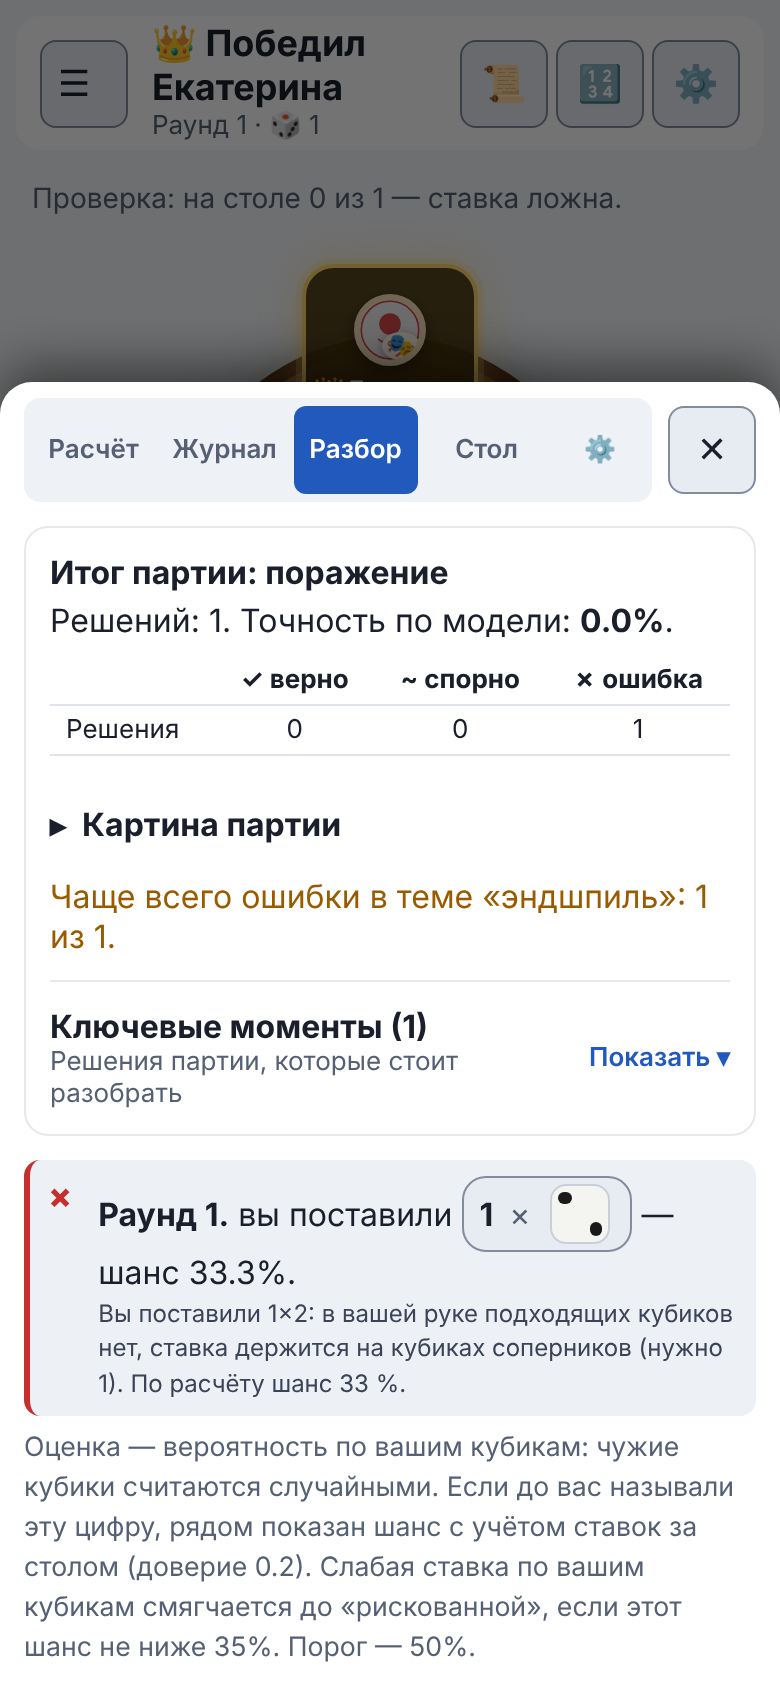 👑 Победил
Екатерина
Раунд 1 · 🎲 1
Проверка: на столе 0 из 1 — ставка ложна.
Расчёт Журнал Разбор Стол
Итог партии: поражение
Решений: 1. Точность по модели: 0.0%.
✓ верно ~ спорно × ошибка
Решения 0 0 1
▸ Картина партии
Чаще всего ошибки в теме «эндшпиль»: 1
из 1.
Ключевые моменты (1)
Решения партии, которые стоит
разобрать
Показать ▾
× Раунд 1. вы поставили 1 × —
шанс 33.3%.
Вы поставили 1×2: в вашей руке подходящих кубиков
нет, ставка держится на кубиках соперников (нужно
1). По расчёту шанс 33 %.
Оценка — вероятность по вашим кубикам: чужие
кубики считаются случайными. Если до вас называли
эту цифру, рядом показан шанс с учётом ставок за
столом (доверие 0.2). Слабая ставка по вашим
кубикам смягчается до «рискованной», если этот
шанс не ниже 35%. Порог — 50%.